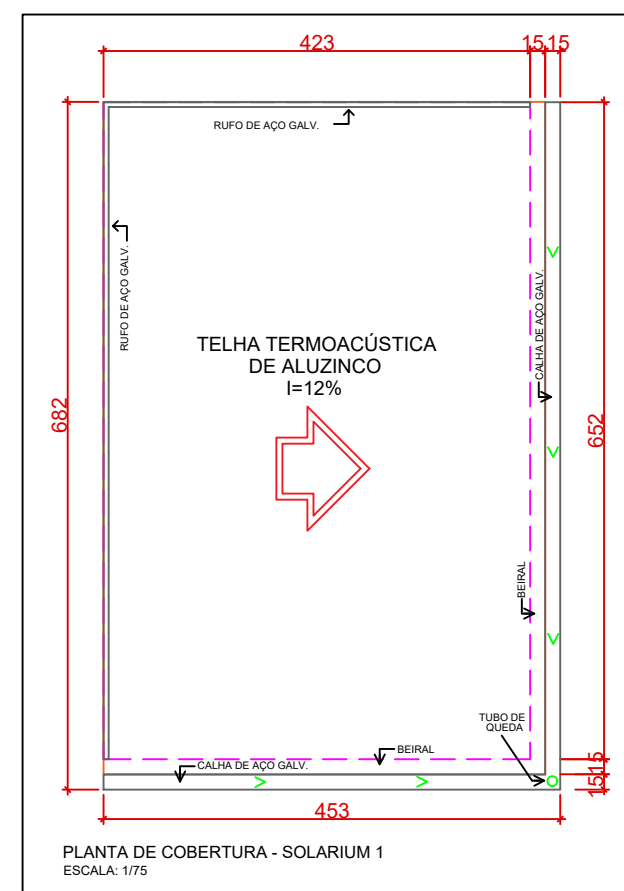 423
15
15
RUFO DE AÇO GALV.
RUFO DE AÇO GALV.
CALHA DE AÇO GALV.
TELHA TERMOACÚSTICA
DE ALUZINCO
I=12%
682
652
BEIRAL
TUBO DE
QUEDA
BEIRAL
CALHA DE AÇO GALV.
15
15
453
PLANTA DE COBERTURA - SOLARIUM 1
ESCALA: 1/75